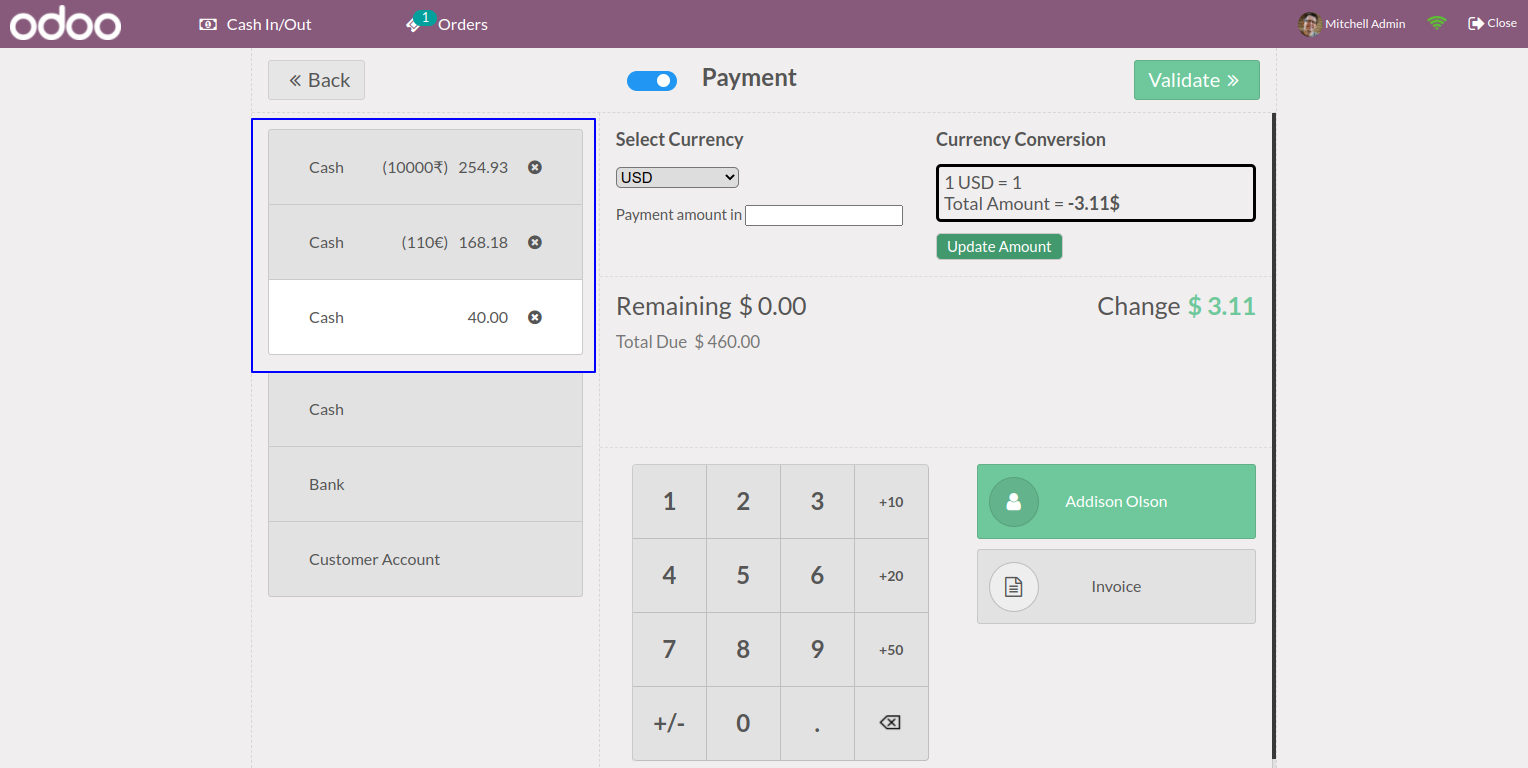 odoo
Cash In/Out
1
Orders
Mitchell Admin
Close
« Back
Payment
Validate »
Cash (10000₹) 254.93
Cash (110€) 168.18
Cash 40.00
Cash
Bank
Customer Account
Select Currency
USD
Payment amount in
Currency Conversion
1 USD = 1
Total Amount = -3.11$
Update Amount
Remaining $ 0.00
Change $ 3.11
Total Due $ 460.00
1 2 3 +10
4 5 6 +20
7 8 9 +50
+/- 0 .
Addison Olson
Invoice